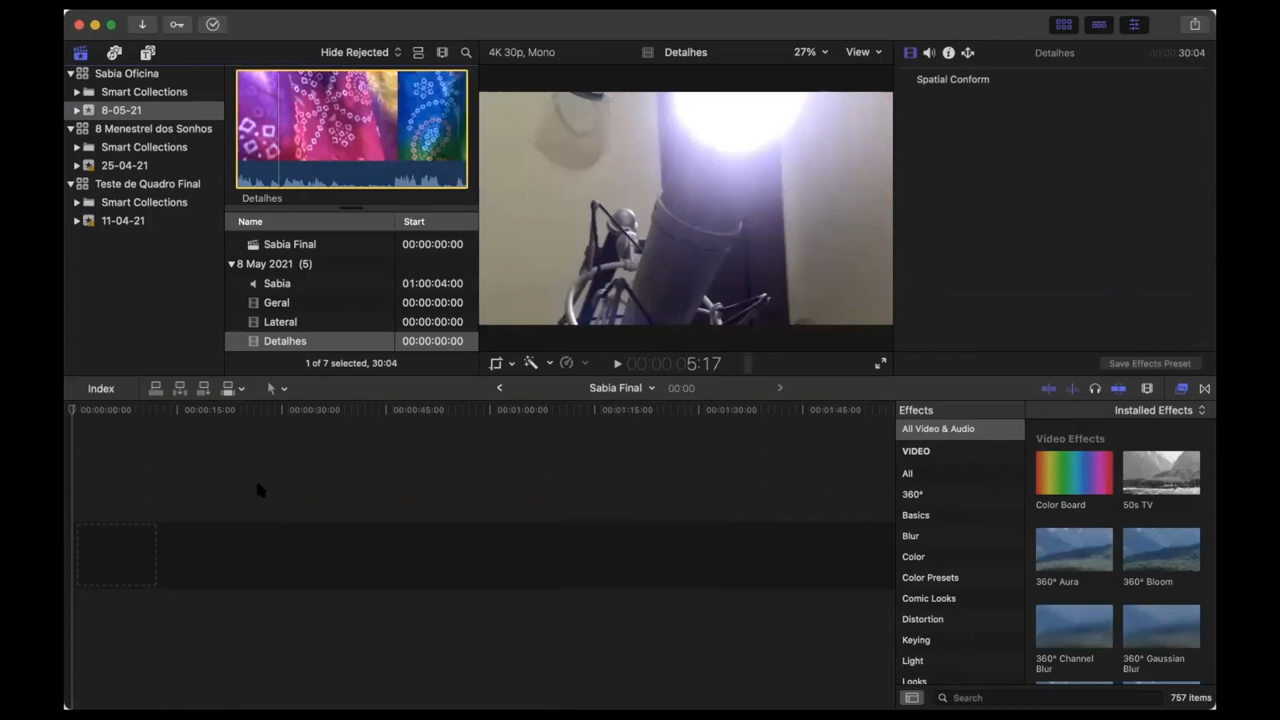 Hide Rejected
4K 30p, Mono
Detalhes
27%
View
Detalhes
00:00:30:04
Sabia Oficina
Smart Collections
8-05-21
8 Menestrel dos Sonhos
Smart Collections
25-04-21
Teste de Quadro Final
Smart Collections
11-04-21
Detalhes
Name
Start
Sabia Final
00:00:00:00
8 May 2021 (5)
Sabia
01:00:04:00
Geral
00:00:00:00
Lateral
00:00:00:00
Detalhes
00:00:00:00
1 of 7 selected, 30:04
00:00:05:17
Spatial Conform
Save Effects Preset
Index
Sabia Final
00:00
00:00:00:00
00:00:15:00
00:00:30:00
00:00:45:00
00:01:00:00
00:01:15:00
00:01:30:00
00:01:45:00
Effects
Installed Effects
All Video & Audio
VIDEO
All
360°
Basics
Blur
Color
Color Presets
Comic Looks
Distortion
Keying
Light
Looks
Video Effects
Color Board
50s TV
360° Aura
360° Bloom
360° Channel
Blur
360° Gaussian
Blur
Search
757 items